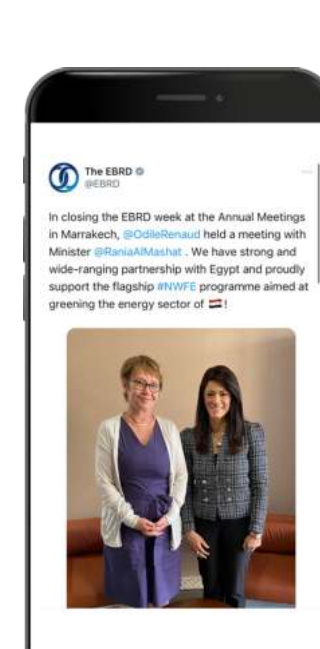 The EBRD
@EBRD
In closing the EBRD week at the Annual Meetings
in Marrakech, @OdileRenaud held a meeting with
Minister @RaniaAlMashat . We have strong and
wide-ranging partnership with Egypt and proudly
support the flagship #NWFE programme aimed at
greening the energy sector of 🇪🇬!